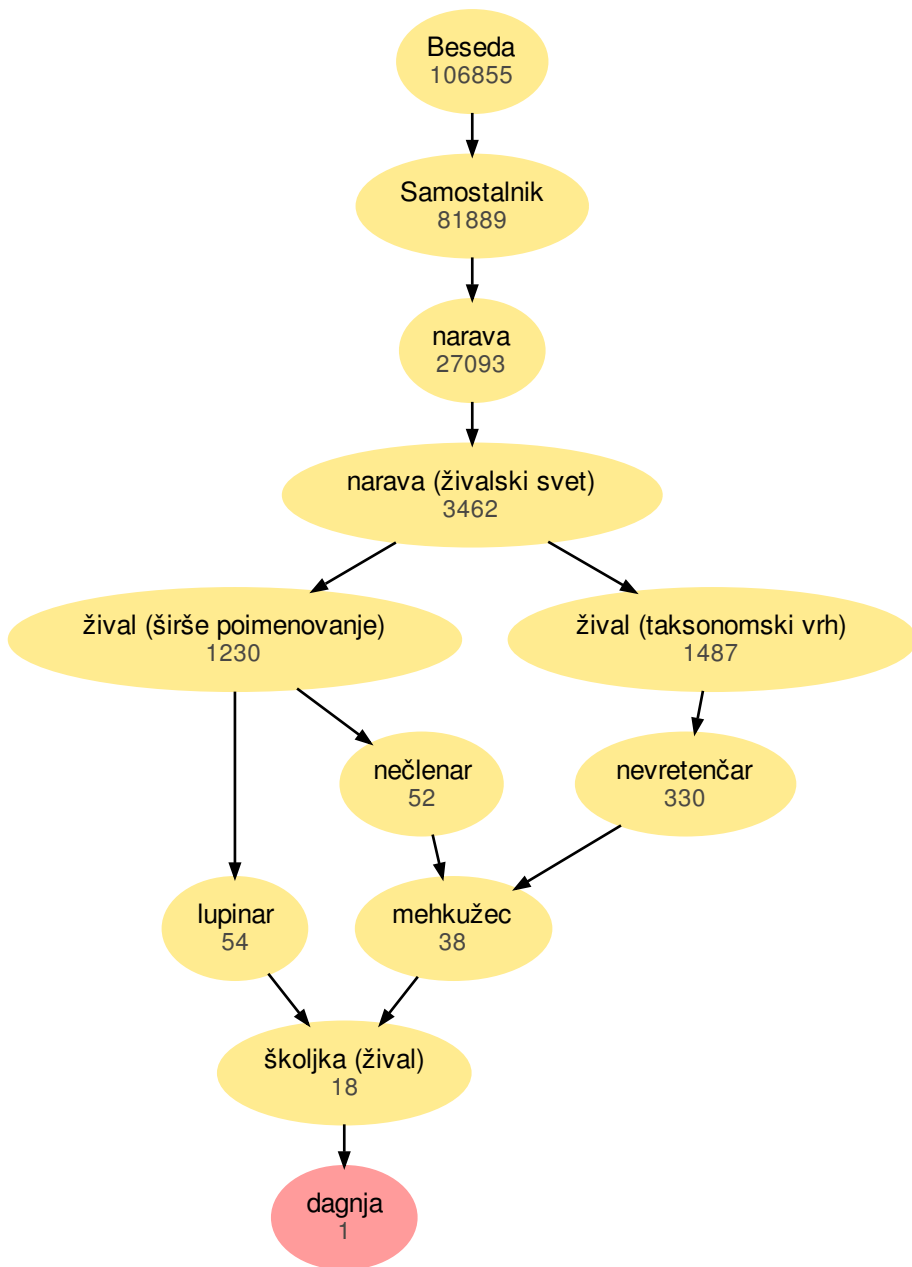 Beseda
106855
Samostalnik
81889
narava
27093
narava (živalski svet)
3462
žival (širše poimenovanje)
1230
žival (taksonomski vrh)
1487
nečlenar
52
nevretenčar
330
lupinar
54
mehkužec
38
školjka (žival)
18
dagnja
1